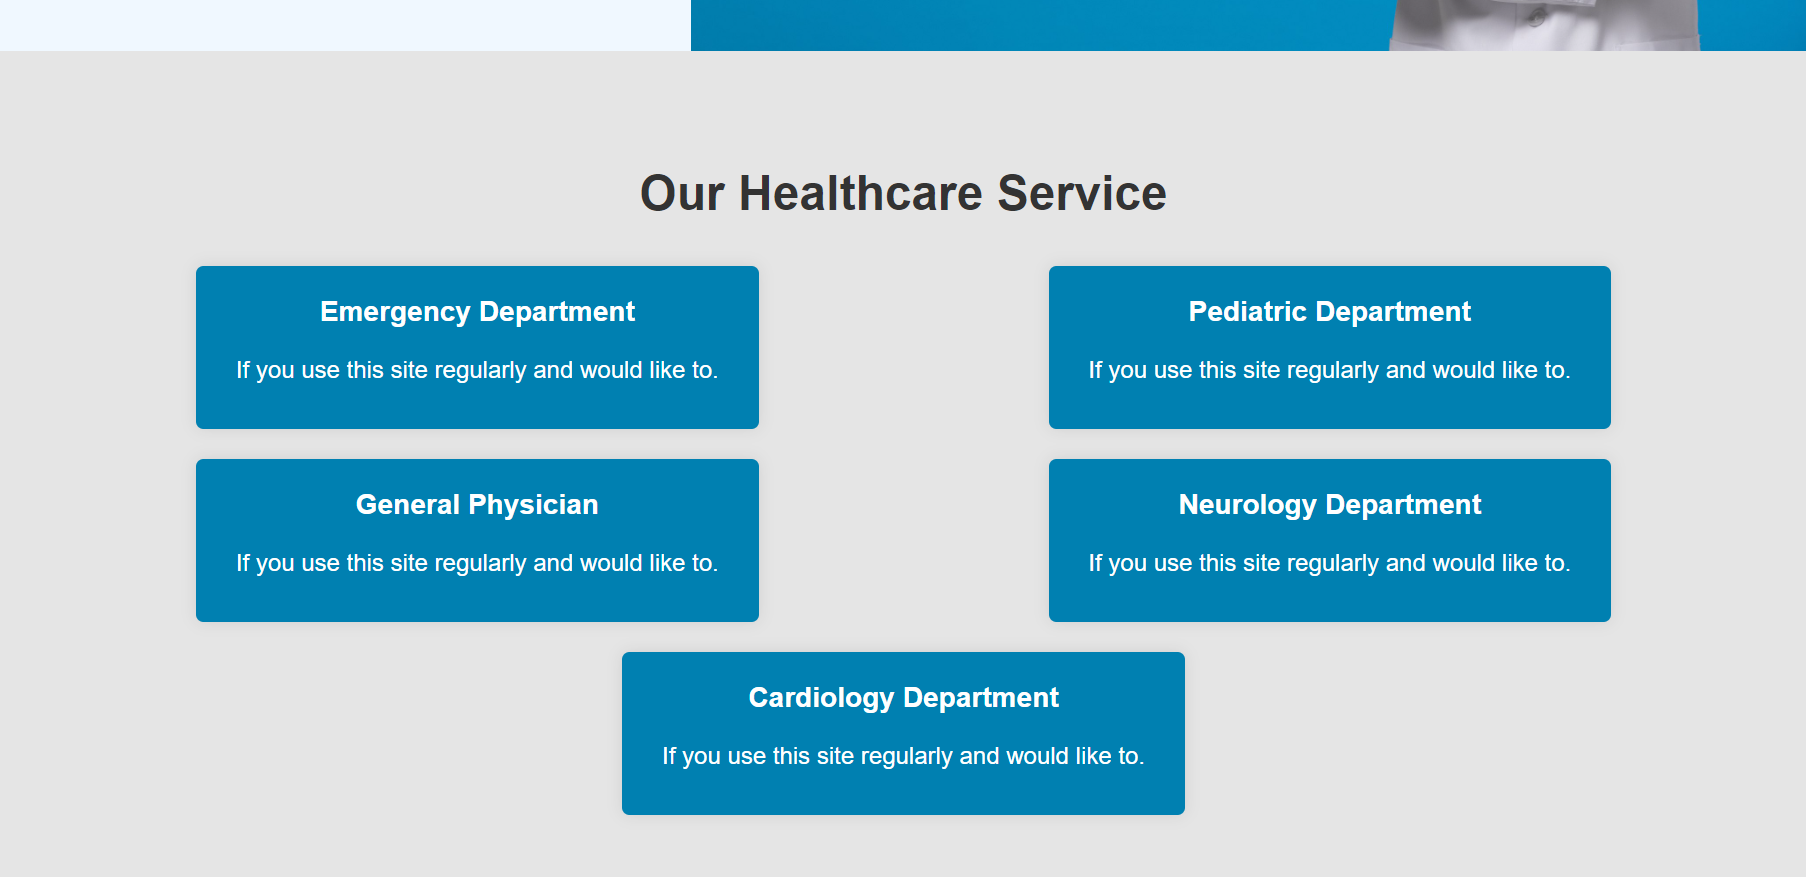 Our Healthcare Service
Emergency Department
If you use this site regularly and would like to.
Pediatric Department
If you use this site regularly and would like to.
General Physician
If you use this site regularly and would like to.
Neurology Department
If you use this site regularly and would like to.
Cardiology Department
If you use this site regularly and would like to.